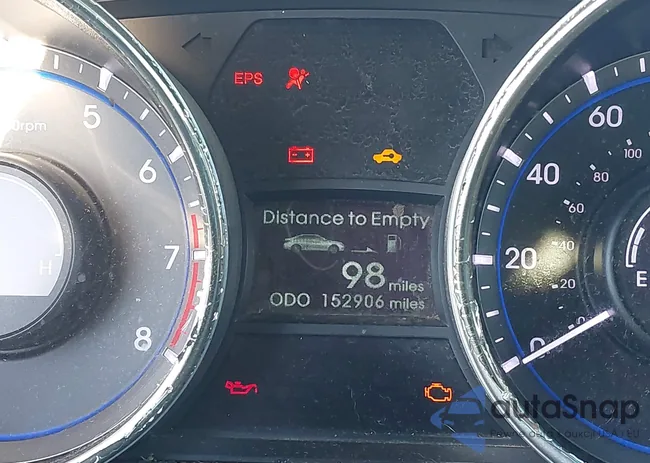 EPS
5
6
7
8
H
Distance to Empty
98 miles
ODO 152906 miles
60
100
40
80
60
20
40
20
0
E
autoSnap